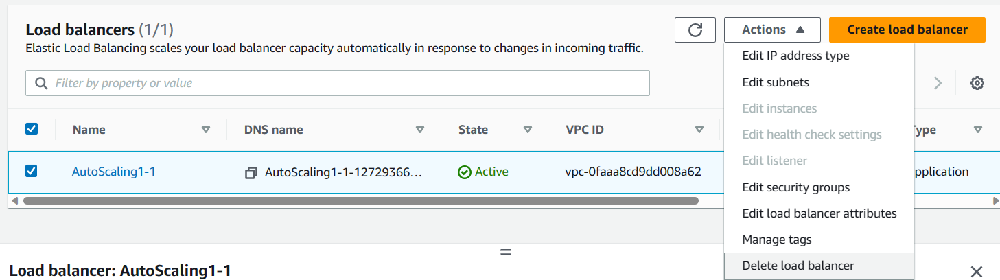 Load balancers (1/1)
Actions
Create load balancer
Elastic Load Balancing scales your load balancer capacity automatically in response to changes in incoming traffic.
Filter by property or value
Edit IP address type
Edit subnets
Edit instances
Edit health check settings
Edit listener
Edit security groups
Edit load balancer attributes
Manage tags
Delete load balancer
Name
DNS name
State
VPC ID
Type
AutoScaling1-1
AutoScaling1-1-12729366...
Active
vpc-0faaa8cd9dd008a62
pplication
Load balancer: AutoScaling1-1